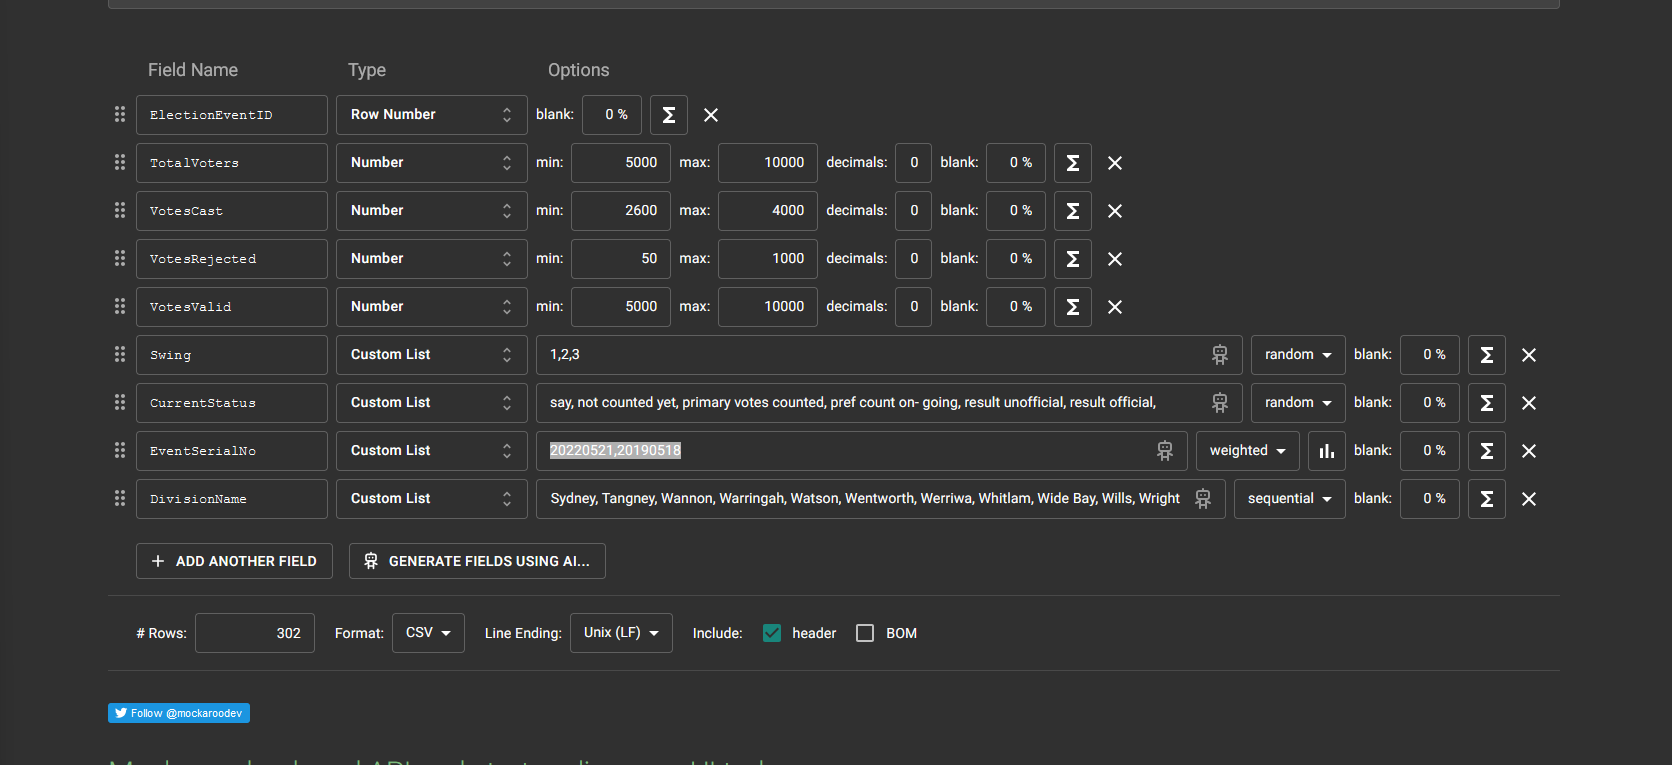 Field Name Type Options
ElectionEventID Row Number blank: 0 % Σ
TotalVoters Number min: 5000 max: 10000 decimals: 0 blank: 0 % Σ
VotesCast Number min: 2600 max: 4000 decimals: 0 blank: 0 % Σ
VotesRejected Number min: 50 max: 1000 decimals: 0 blank: 0 % Σ
VotesValid Number min: 5000 max: 10000 decimals: 0 blank: 0 % Σ
Swing Custom List 1,2,3 random blank: 0 % Σ
CurrentStatus Custom List say, not counted yet, primary votes counted, pref count on- going, result unofficial, result official, random blank: 0 % Σ
EventSerialNo Custom List 20220521,20190518 weighted blank: 0 % Σ
DivisionName Custom List Sydney, Tangney, Wannon, Warringah, Watson, Wentworth, Werriwa, Whitlam, Wide Bay, Wills, Wright sequential blank: 0 % Σ
+ ADD ANOTHER FIELD GENERATE FIELDS USING AI...
# Rows: 302 Format: CSV Line Ending: Unix (LF) Include: header BOM
Follow @mockaroodev